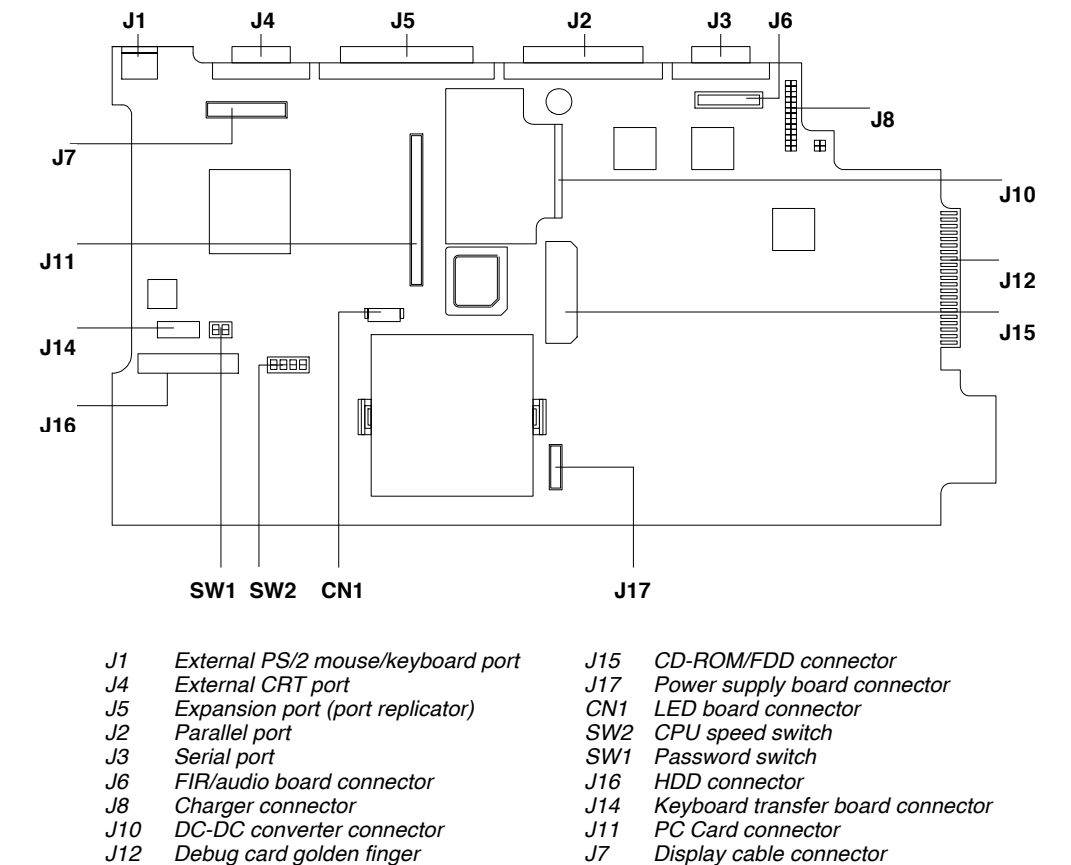 J1 J4 J5 J2 J3 J6
J8
J7
J10
J11
J12
J14
J15
J16
SW1 SW2 CN1 J17
J1 External PS/2 mouse/keyboard port
J4 External CRT port
J5 Expansion port (port replicator)
J2 Parallel port
J3 Serial port
J6 FIR/audio board connector
J8 Charger connector
J10 DC-DC converter connector
J12 Debug card golden finger
J15 CD-ROM/FDD connector
J17 Power supply board connector
CN1 LED board connector
SW2 CPU speed switch
SW1 Password switch
J16 HDD connector
J14 Keyboard transfer board connector
J11 PC Card connector
J7 Display cable connector